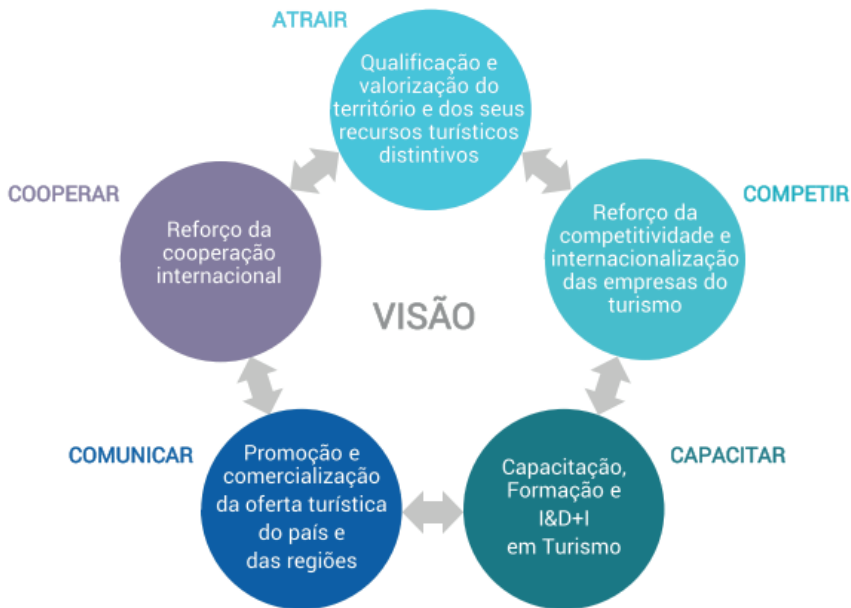 ATRAIR
Qualificação e
valorização do
território e dos seus
recursos turísticos
distintivos
COOPERAR
Reforço da
cooperação
internacional
COMPETIR
Reforço da
competitividade e
internacionalização
das empresas do
turismo
VISÃO
COMUNICAR
Promoção e
comercialização
da oferta turística
do país e
das regiões
CAPACITAR
Capacitação,
Formação e
I&D+I
em Turismo